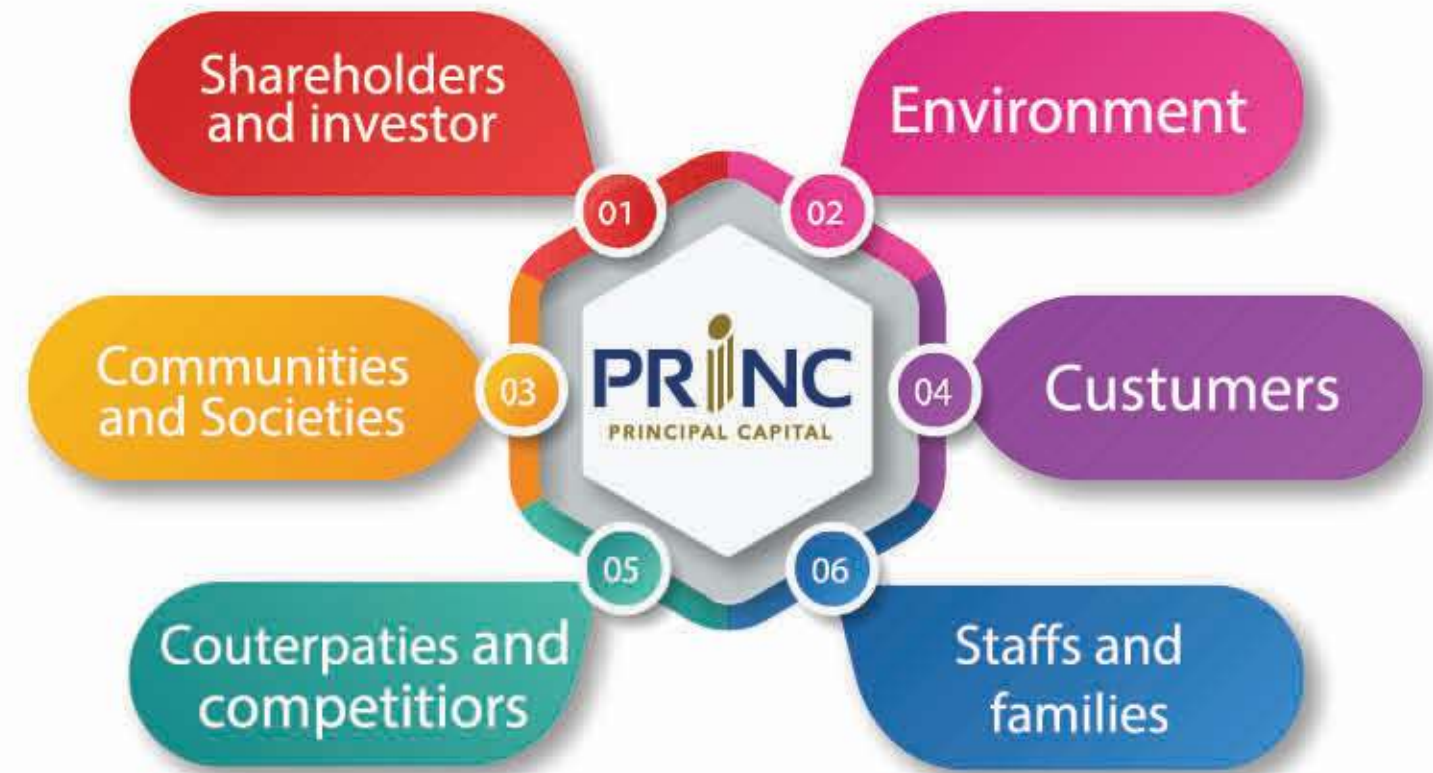 Shareholders
and investor
01
02
Environment
Communities
and Societies
03
PRINC
PRINCIPAL CAPITAL
04
Custumers
Couterpaties and
competitiors
05
06
Staffs and
families